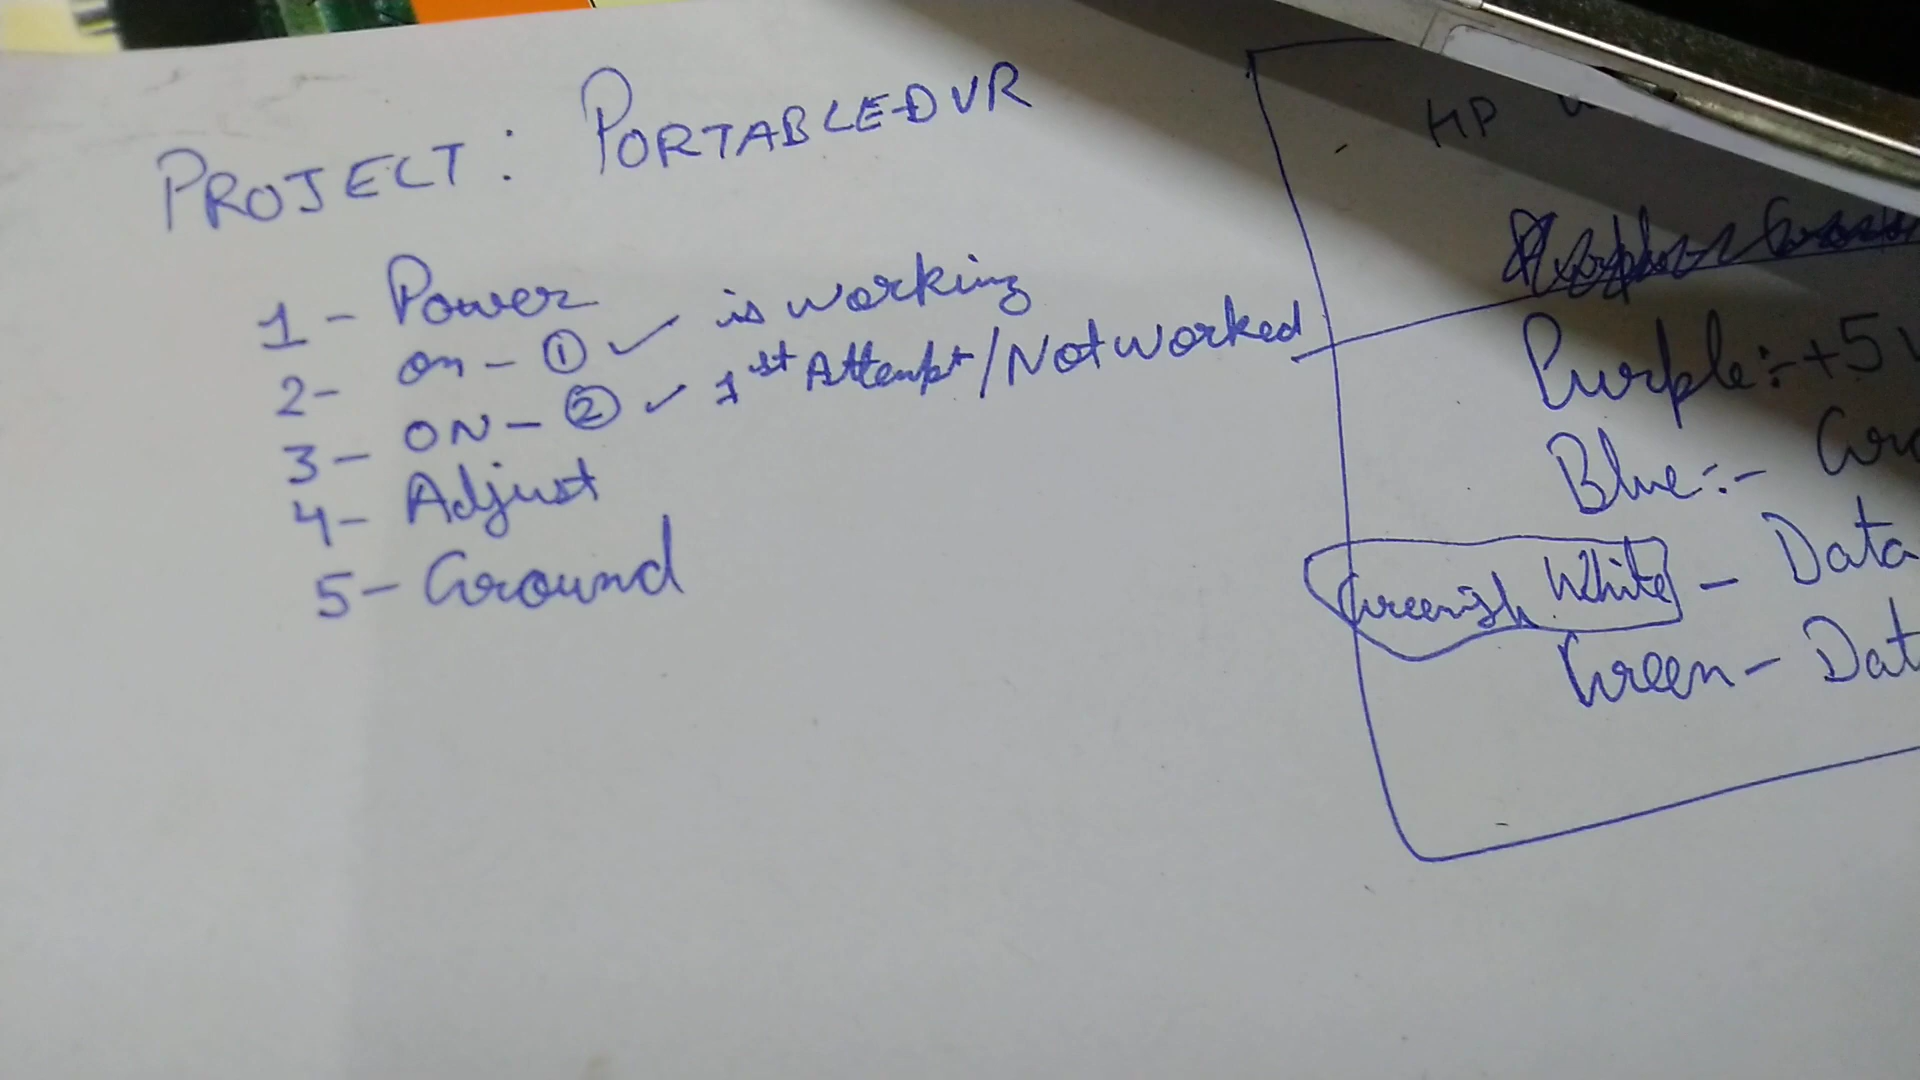 PROJECT: PORTABLE-DVR
1 - Power
2- on - ① ✓ is working
3 - ON - ② ✓ 1st Attempt/Not worked
4 - Adjust
5 - Ground
HP
Purple:- +5V
Blue:-
Greenish White - Data
Green - Dat